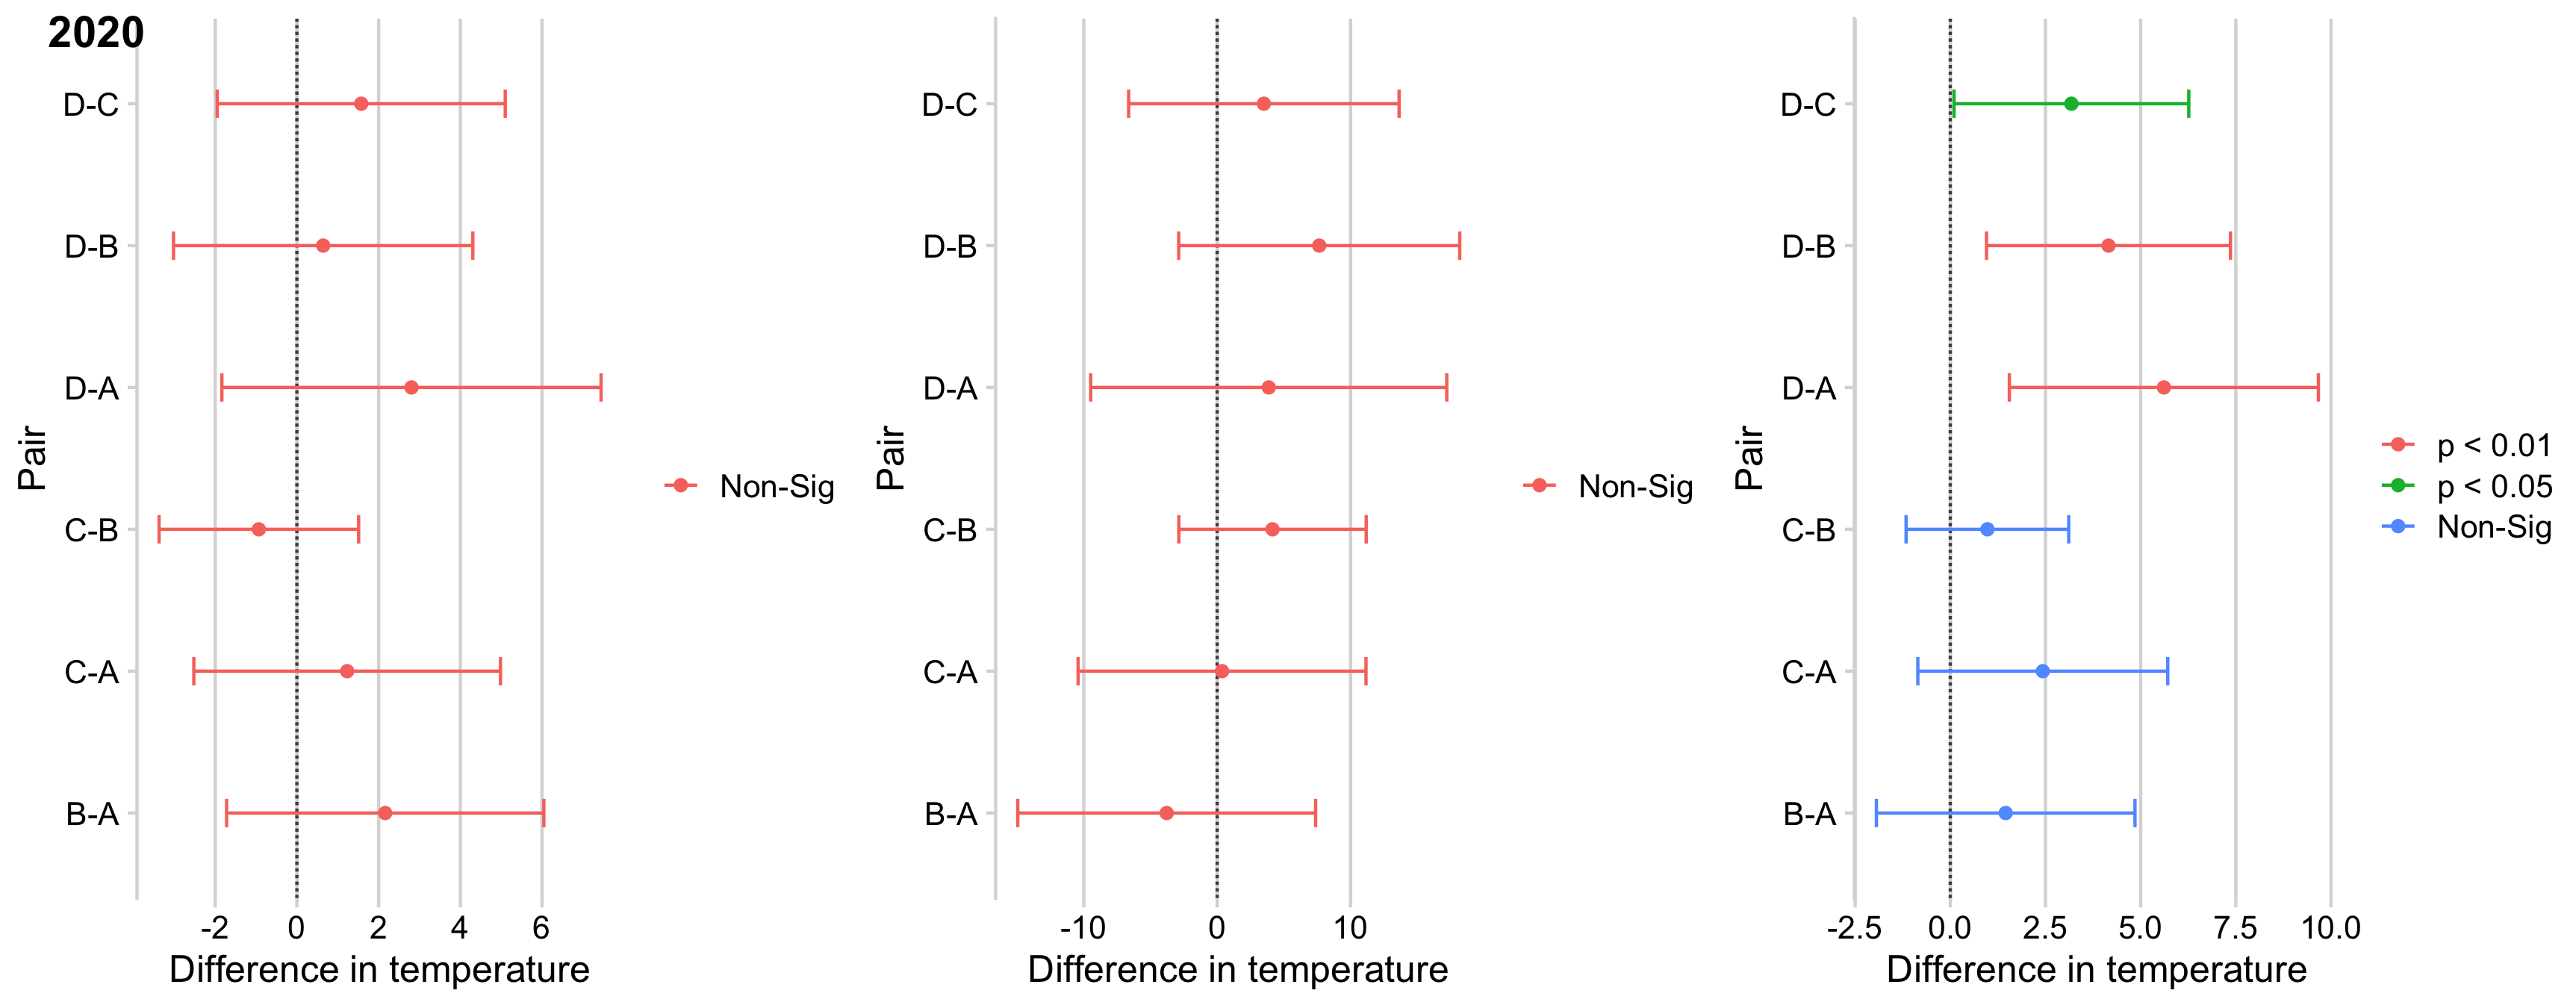 2020
Pair
D-C
D-B
D-A
C-B
C-A
B-A
-2 0 2 4 6
Difference in temperature
Non-Sig
Pair
D-C
D-B
D-A
C-B
C-A
B-A
-10 0 10
Difference in temperature
Non-Sig
Pair
D-C
D-B
D-A
C-B
C-A
B-A
-2.5 0.0 2.5 5.0 7.5 10.0
Difference in temperature
p < 0.01
p < 0.05
Non-Sig